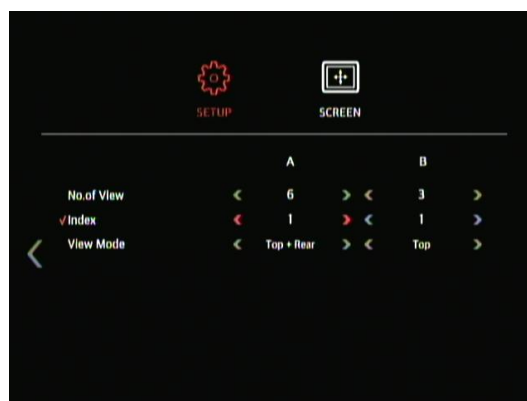 SETUP SCREEN
A B
No.of View 6 3
√Index 1 1
View Mode Top + Rear Top